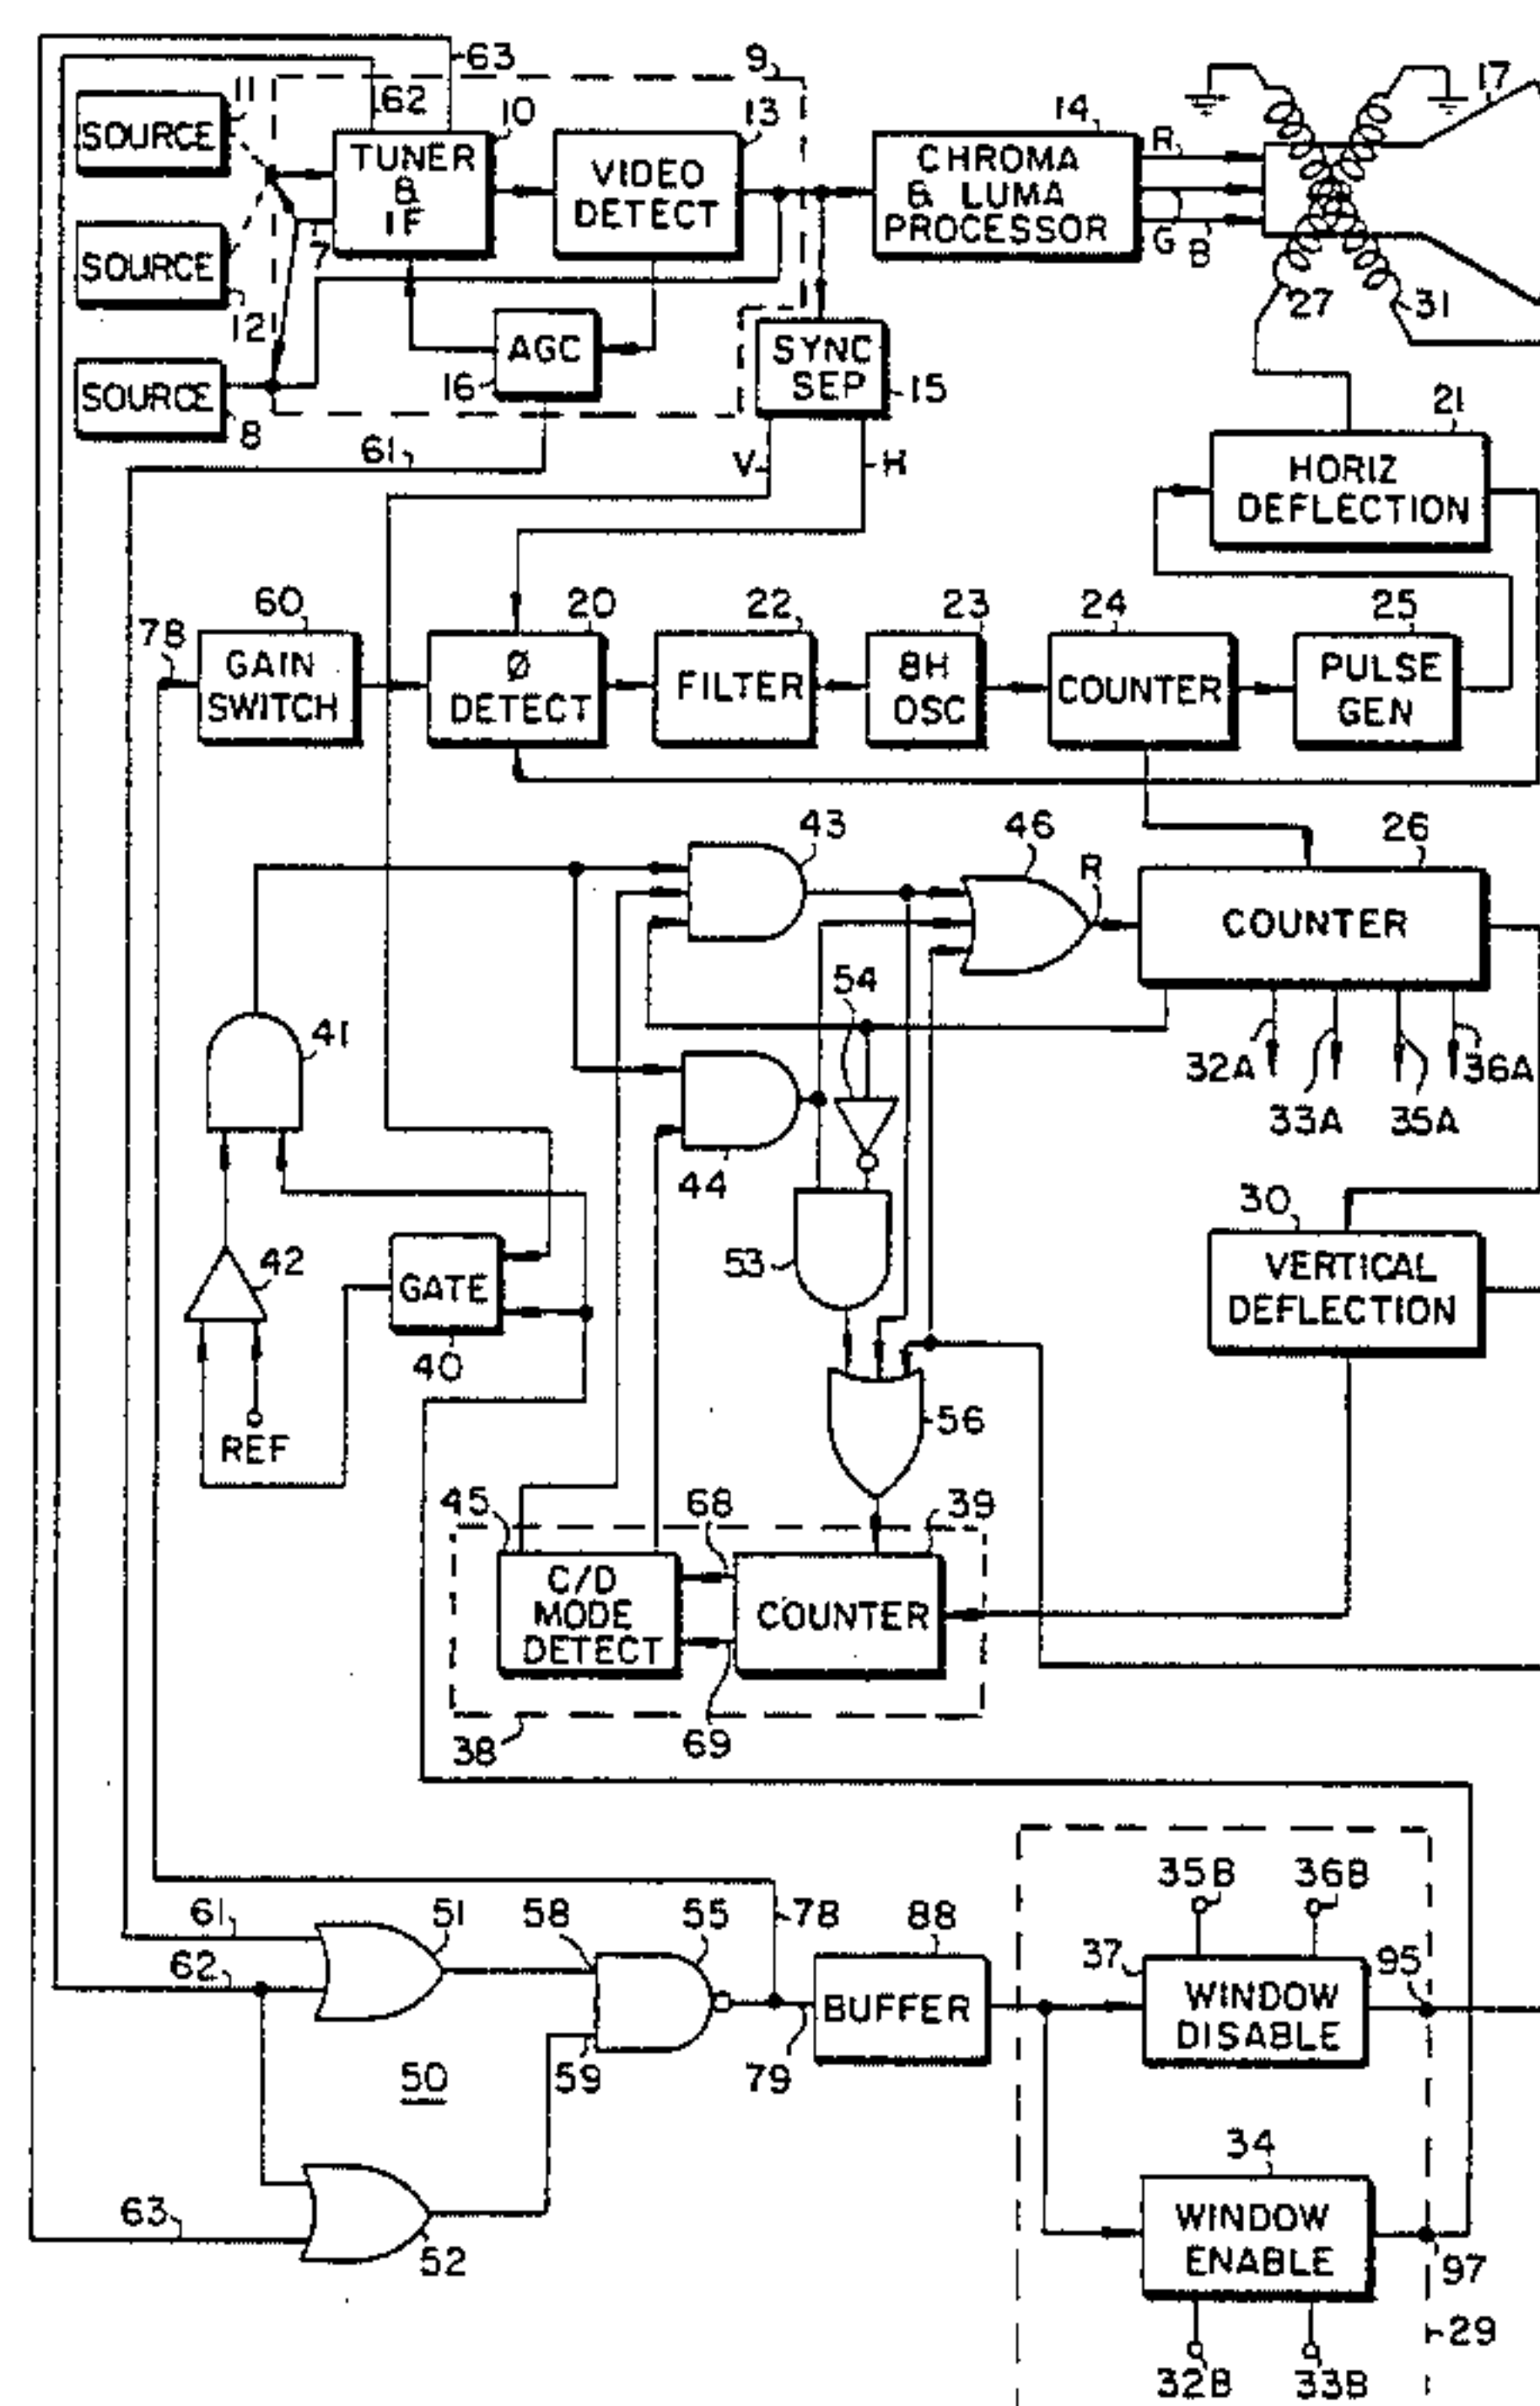 63
9
11
62
10
13
14
17
SOURCE
TUNER
&
IF
VIDEO
DETECT
CHROMA
& LUMA
PROCESSOR
R
G
B
7
SOURCE
12
27
31
AGC
16
SYNC
SEP
15
SOURCE
8
61
V
H
21
HORIZ
DEFLECTION
78
60
20
22
23
24
25
GAIN
SWITCH
Ø
DETECT
FILTER
8H
OSC
COUNTER
PULSE
GEN
43
46
R
26
COUNTER
54
41
32A
36A
33A
35A
44
30
42
GATE
53
VERTICAL
DEFLECTION
40
REF
56
45
68
39
C/D
MODE
DETECT
COUNTER
38
69
35B
36B
61
51
58
55
78
88
37
95
62
BUFFER
WINDOW
DISABLE
50
59
79
34
63
52
WINDOW
ENABLE
97
29
32B
33B